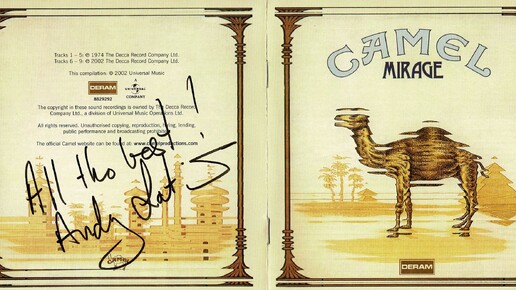 Tracks 1 - 5: ℗ 1974 The Decca Record Company Ltd.
Tracks 6 - 9: ℗ 2002 The Decca Record Company Ltd.
This compilation ℗ 2002 Universal Music
DERAM
UNIVERSAL
COMPANY
8829292
The copyright in these sound recordings is owned by The Decca Record
Company Ltd., a division of Universal Music Operations Ltd.
All rights reserved. Unauthorised copying, reproduction, hiring, lending,
public performance and broadcasting prohibited.
The official Camel website can be found at: www.camelproductions.com
All the best!
Andy
CAMEL
CAMEL
MIRAGE
DERAM